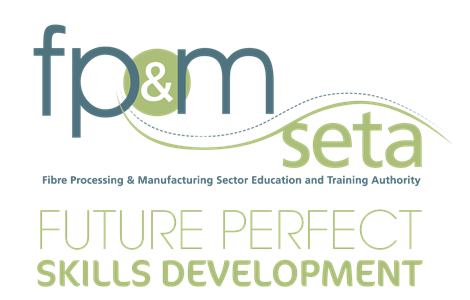 fp&m
seta
Fibre Processing & Manufacturing Sector Education and Training Authority
FUTURE PERFECT
SKILLS DEVELOPMENT